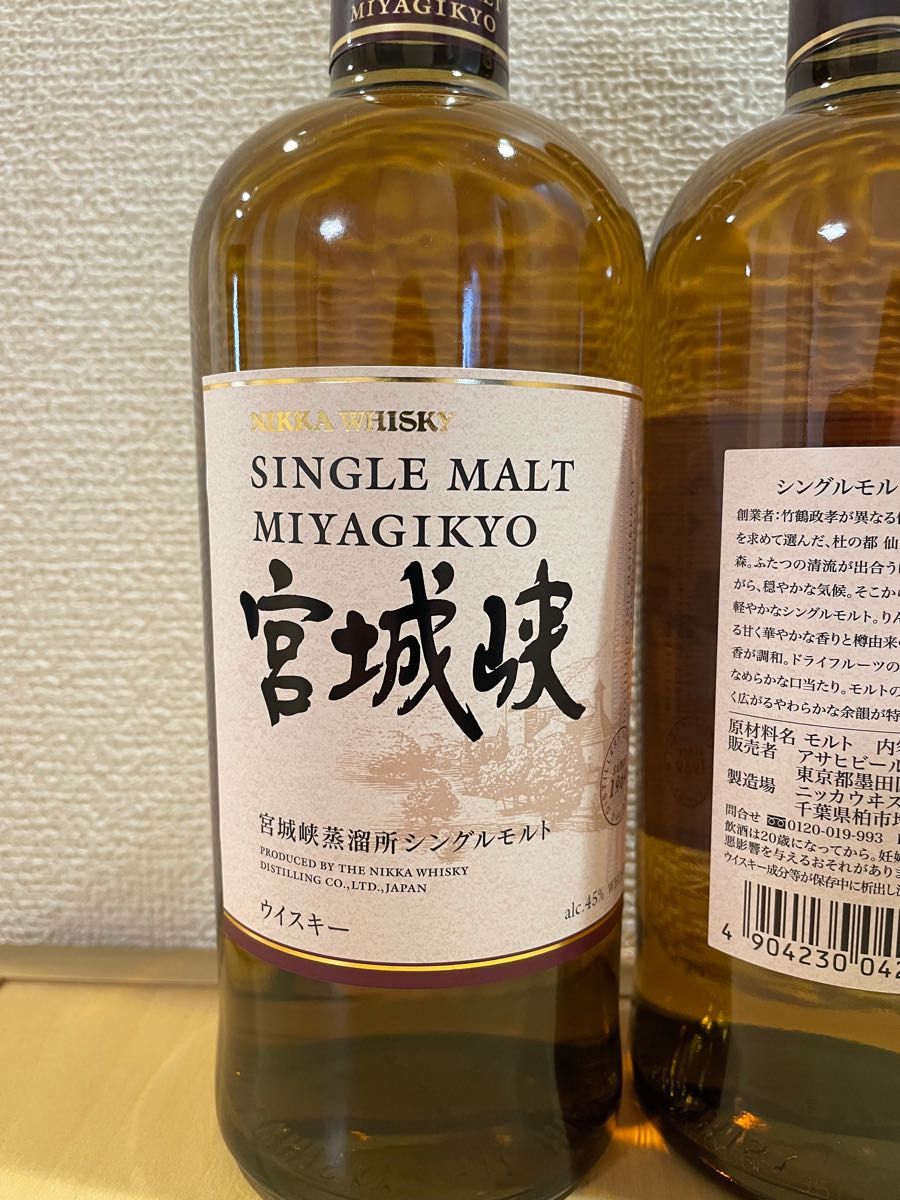 MIYAGIKYO
NIKKA WHISKY
SINGLE MALT
MIYAGIKYO
宮城峡
宮城峡蒸溜所シングルモルト
PRODUCED BY THE NIKKA WHISKY
DISTILLING CO.,LTD.,JAPAN
ウイスキー
alc.45%
シングルモル
創業者:竹鶴政孝が異なる
を求めて選んだ、杜の都 仙
森。ふたつの清流が出合う
がら、穏やかな気候。そこから
軽やかなシングルモルト。りん
る甘く華やかな香りと樽由来の
香が調和。ドライフルーツの
なめらかな口当たり。モルトの
く広がるやわらかな余韻が特
原材料名 モルト 内
販売者 アサヒビール
東京都墨田
製造場 ニッカウヰス
千葉県柏市
問合せ 0120-019-993
飲酒は20歳になってから。妊
悪影響を与えるおそれがありま
ウイスキー成分等が保存中に析出し
4 904230 04